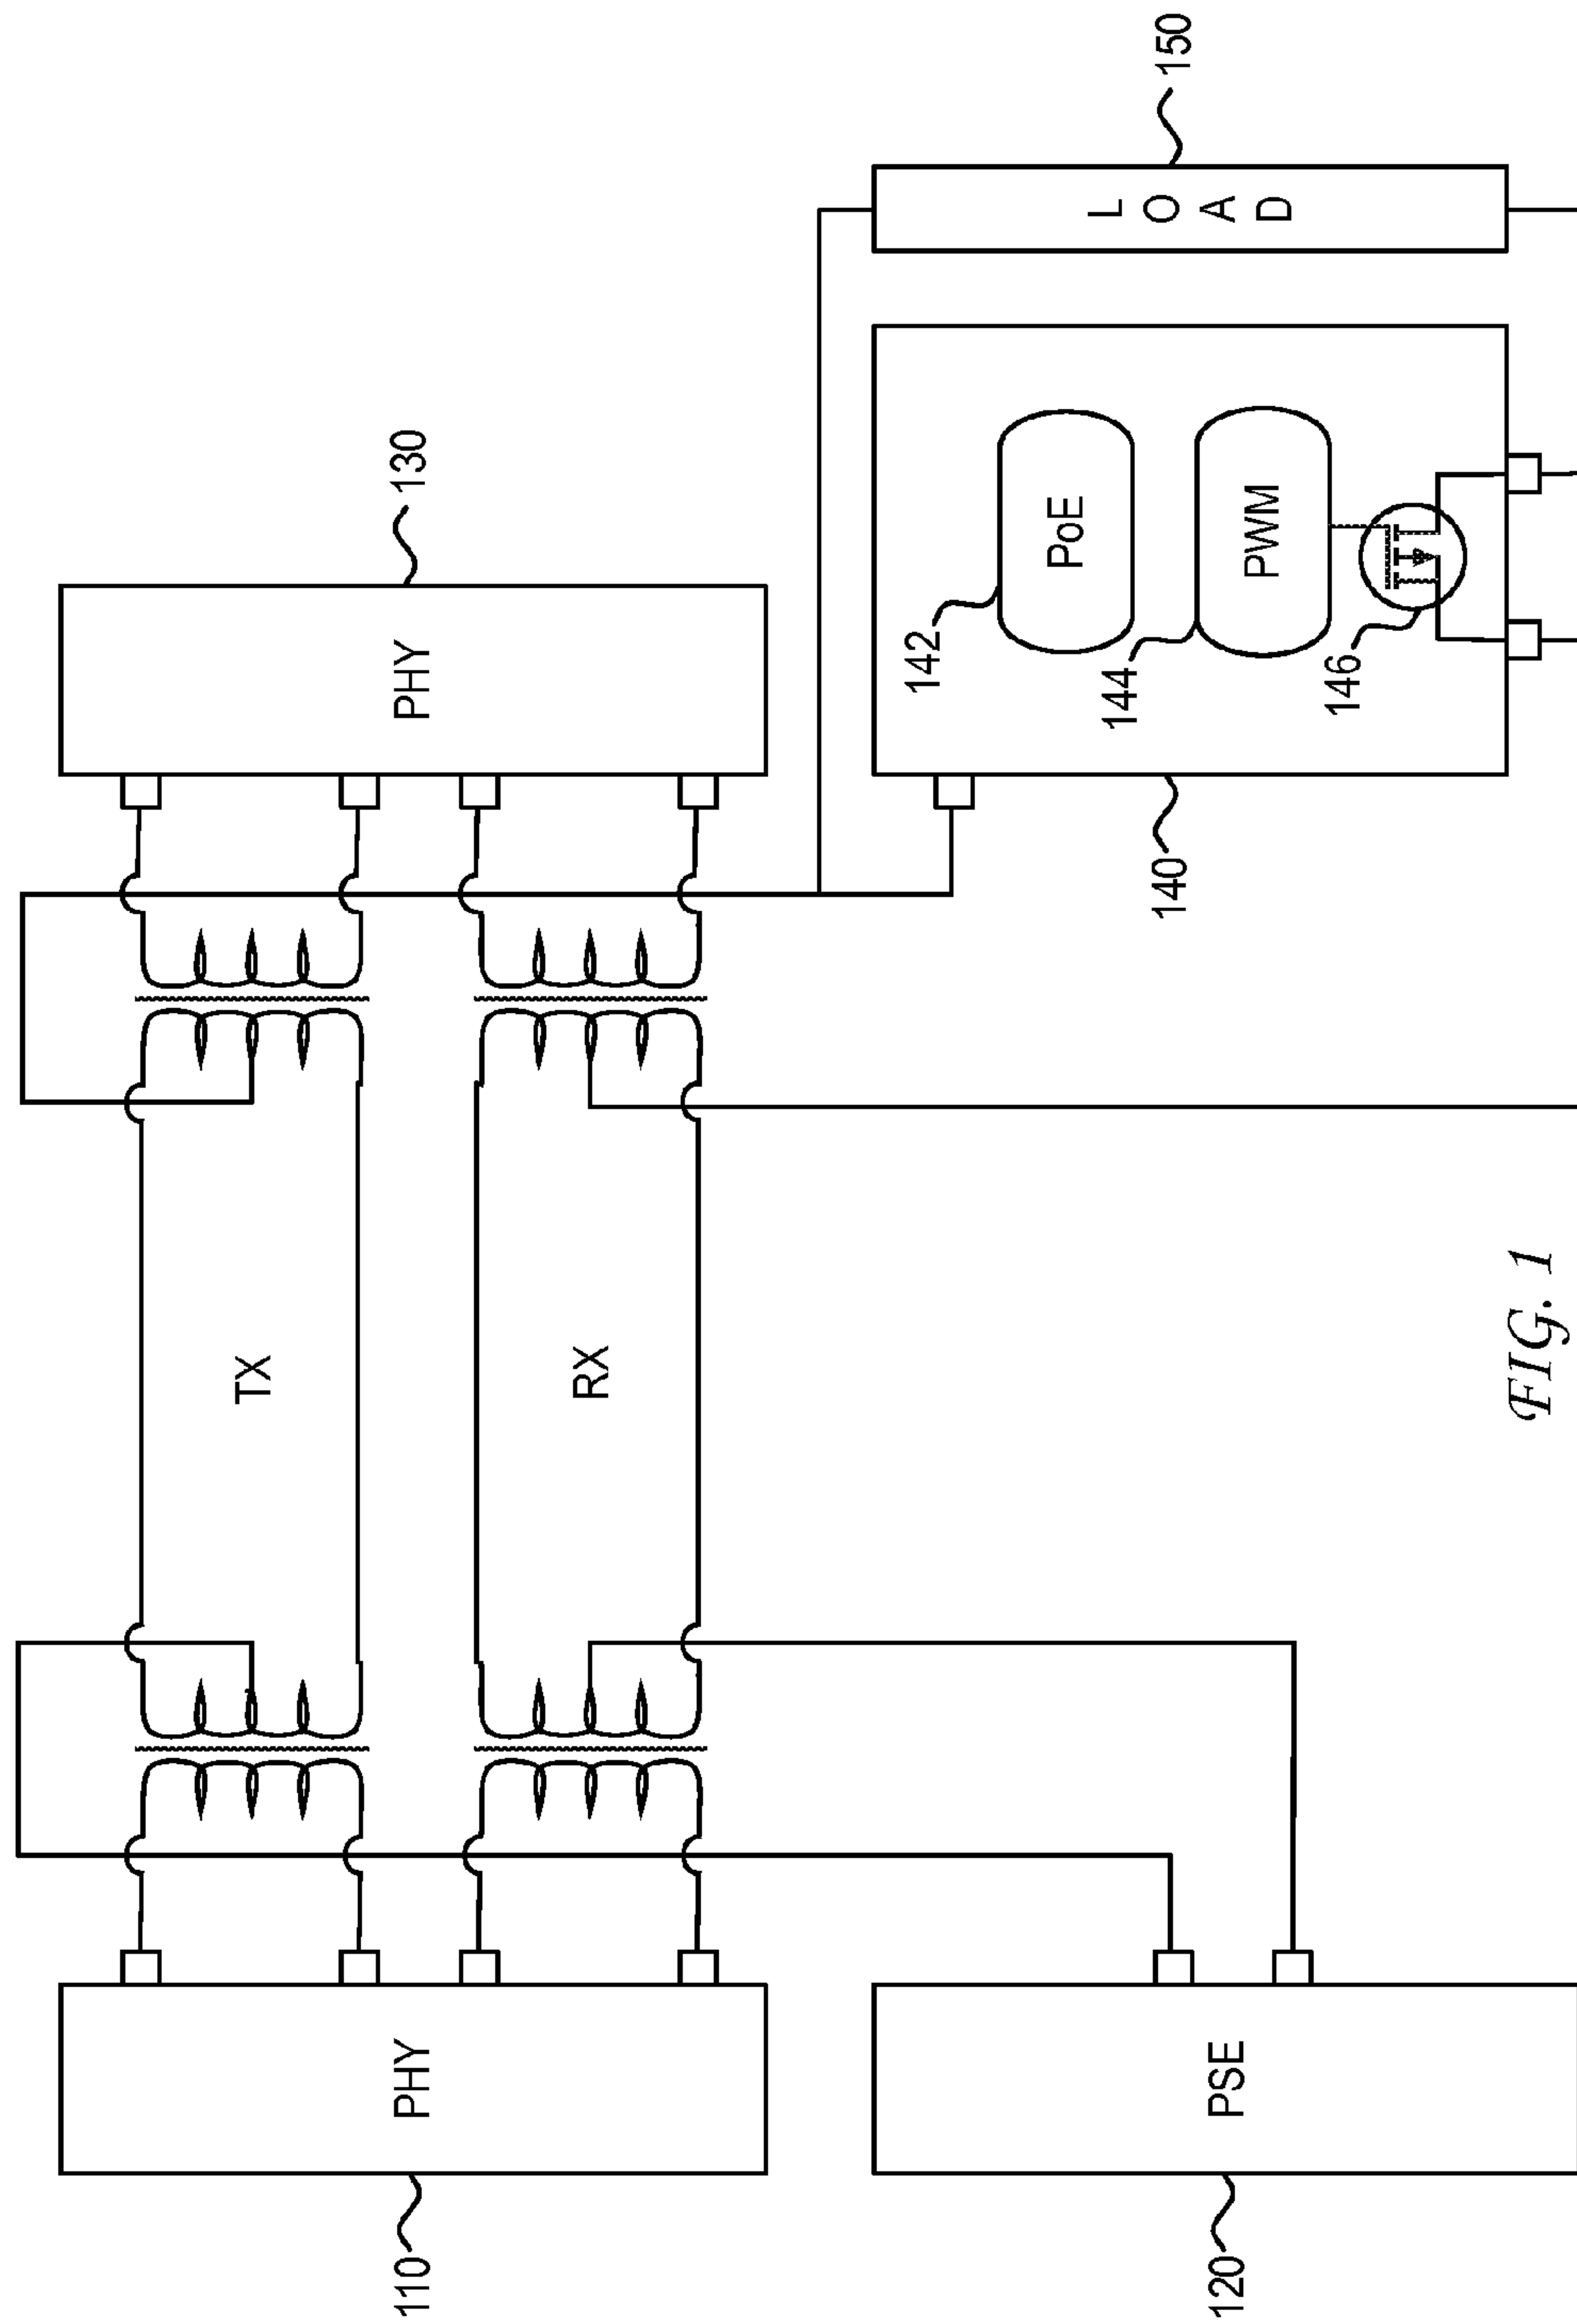 110
PHY
TX
RX
PHY
130
120
PSE
140
142
PoE
144
PWM
146
LOAD
150
FIG. 1